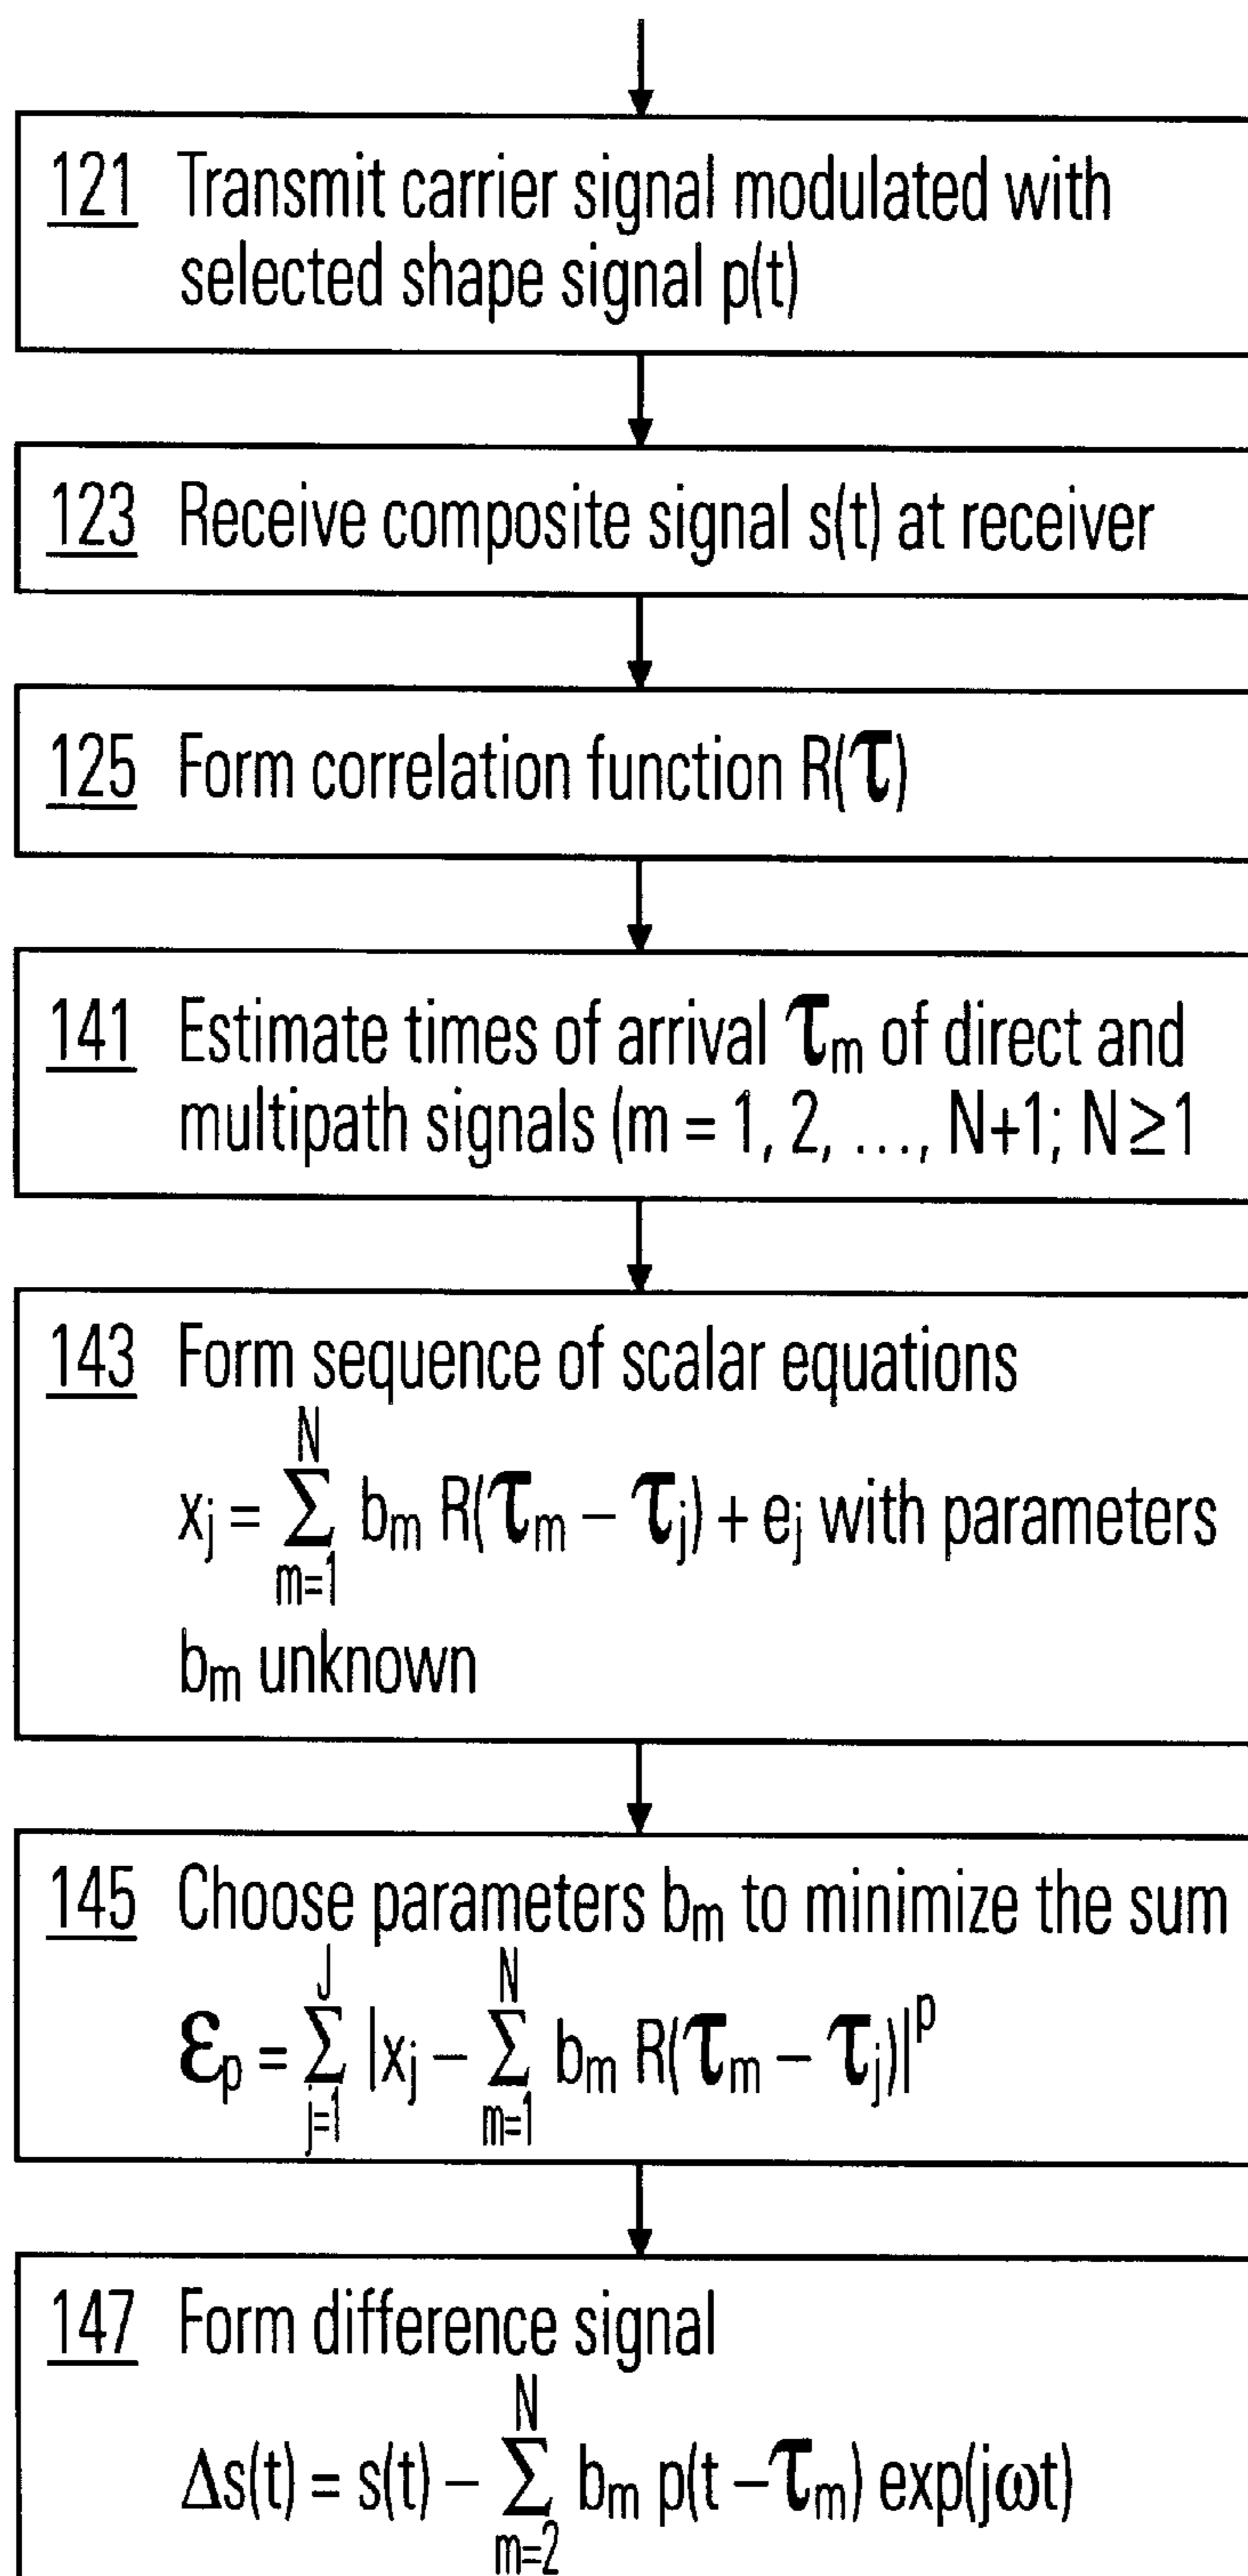 121 Transmit carrier signal modulated with
selected shape signal p(t)
123 Receive composite signal s(t) at receiver
125 Form correlation function R(τ)
141 Estimate times of arrival τm of direct and
multipath signals (m = 1, 2, …, N+1; N≥1
143 Form sequence of scalar equations
N
xj = Σ bm R(τm – τj) + ej with parameters
m=1
bm unknown
145 Choose parameters bm to minimize the sum
J N
εp = Σ |xj – Σ bm R(τm – τj)|p
j=1 m=1
147 Form difference signal
N
Δs(t) = s(t) – Σ bm p(t –τm) exp(jωt)
m=2